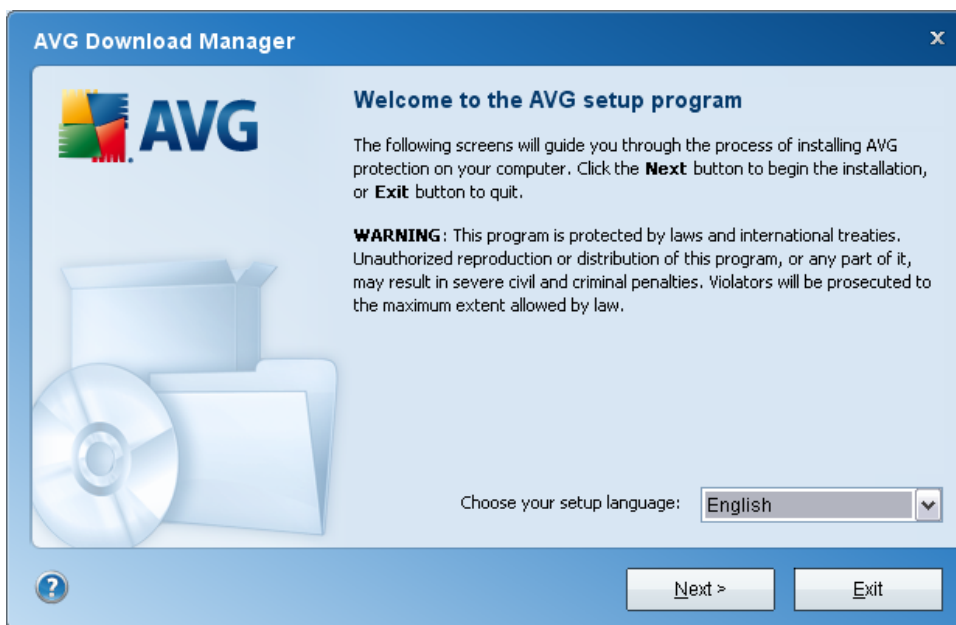 AVG Download Manager
x
AVG
Welcome to the AVG setup program
The following screens will guide you through the process of installing AVG
protection on your computer. Click the Next button to begin the installation,
or Exit button to quit.
WARNING: This program is protected by laws and international treaties.
Unauthorized reproduction or distribution of this program, or any part of it,
may result in severe civil and criminal penalties. Violators will be prosecuted to
the maximum extent allowed by law.
Choose your setup language: English
?
Next > Exit